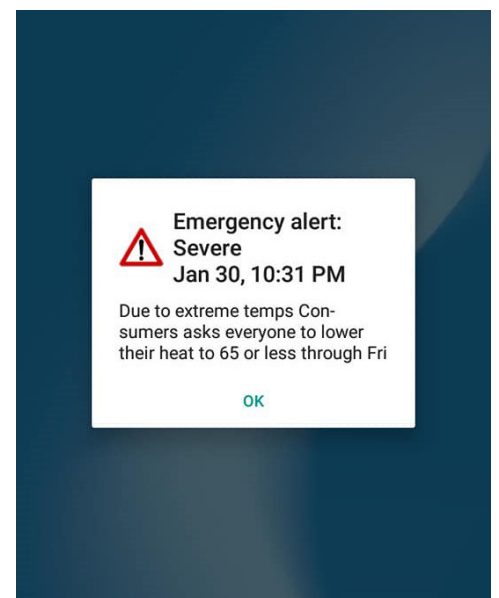 Emergency alert:
Severe
Jan 30, 10:31 PM
Due to extreme temps Con-
sumers asks everyone to lower
their heat to 65 or less through Fri
OK